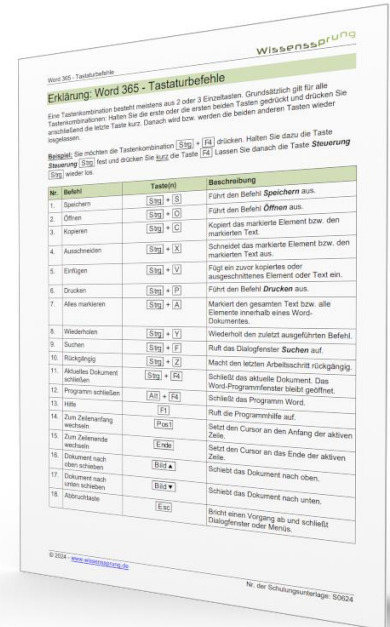 Wissenssprung
Word 365 - Tastaturbefehle
Erklärung: Word 365 - Tastaturbefehle
Eine Tastenkombination besteht meistens aus 2 oder 3 Einzeltasten. Grundsätzlich gilt für alle
Tastenkombinationen: Halten Sie die erste oder die ersten beiden Tasten gedrückt und drücken Sie
anschließend die letzte Taste kurz. Danach wird bzw. werden die beiden anderen Tasten wieder
losgelassen.
Beispiel: Sie möchten die Tastenkombination Strg + F4 drücken. Halten Sie dazu die Taste
Steuerung Strg fest und drücken Sie kurz die Taste F4. Lassen Sie danach die Taste Steuerung
Strg wieder los.
Nr. Befehl Taste(n) Beschreibung
1. Speichern Strg + S Führt den Befehl Speichern aus.
2. Öffnen Strg + O Führt den Befehl Öffnen aus.
3. Kopieren Strg + C Kopiert das markierte Element bzw. den
markierten Text.
4. Ausschneiden Strg + X Schneidet das markierte Element bzw. den
markierten Text aus.
5. Einfügen Strg + V Fügt ein zuvor kopiertes oder
ausgeschnittenes Element oder Text ein.
6. Drucken Strg + P Führt den Befehl Drucken aus.
7. Alles markieren Strg + A Markiert den gesamten Text bzw. alle
Elemente innerhalb eines Word-
Dokumentes.
8. Wiederholen Strg + Y Wiederholt den zuletzt ausgeführten Befehl.
9. Suchen Strg + F Ruft das Dialogfenster Suchen auf.
10. Rückgängig Strg + Z Macht den letzten Arbeitsschritt rückgängig.
11. Aktuelles Dokument Strg + F4 Schließt das aktuelle Dokument. Das
schließen Word-Programmfenster bleibt geöffnet.
12. Programm schließen Alt + F4 Schließt das Programm Word.
13. Hilfe F1 Ruft die Programmhilfe auf.
14. Zum Zeilenanfang Pos1 Setzt den Cursor an den Anfang der aktiven
wechseln Zeile.
15. Zum Zeilenende Ende Setzt den Cursor an das Ende der aktiven
wechseln Zeile.
16. Dokument nach Bild ▲ Schiebt das Dokument nach oben.
oben schieben
17. Dokument nach Bild ▼ Schiebt das Dokument nach unten.
unten schieben
18. Abbruchtaste Esc Bricht einen Vorgang ab und schließt
Dialogfenster oder Menüs.
© 2024 - www.wissenssprung.de
Nr. der Schulungsunterlage: S0624